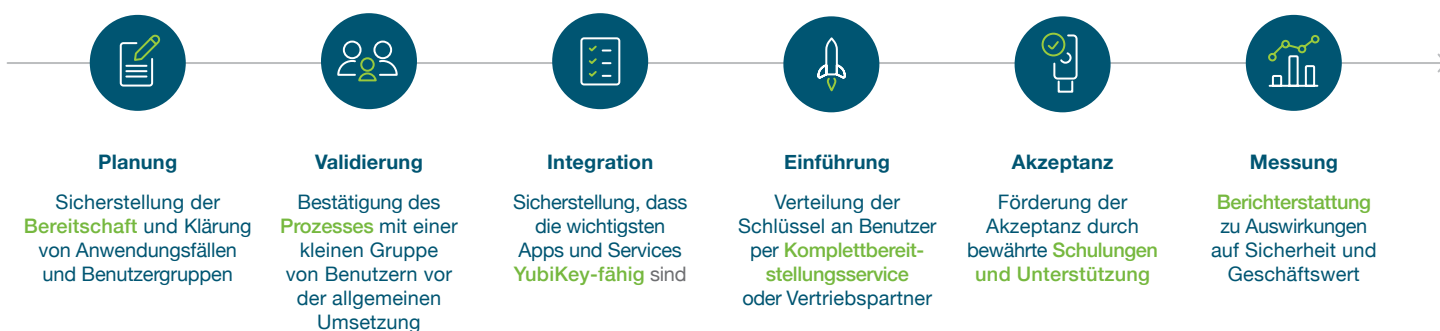 Planung
Sicherstellung der
Bereitschaft und Klärung
von Anwendungsfällen
und Benutzergruppen
Validierung
Bestätigung des
Prozesses mit einer
kleinen Gruppe
von Benutzern vor
der allgemeinen
Umsetzung
Integration
Sicherstellung, dass
die wichtigsten
Apps und Services
YubiKey-fähig sind
Einführung
Verteilung der
Schlüssel an Benutzer
per Komplettbereit-
stellungsservice
oder Vertriebspartner
Akzeptanz
Förderung der
Akzeptanz durch
bewährte Schulungen
und Unterstützung
Messung
Berichterstattung
zu Auswirkungen
auf Sicherheit und
Geschäftswert